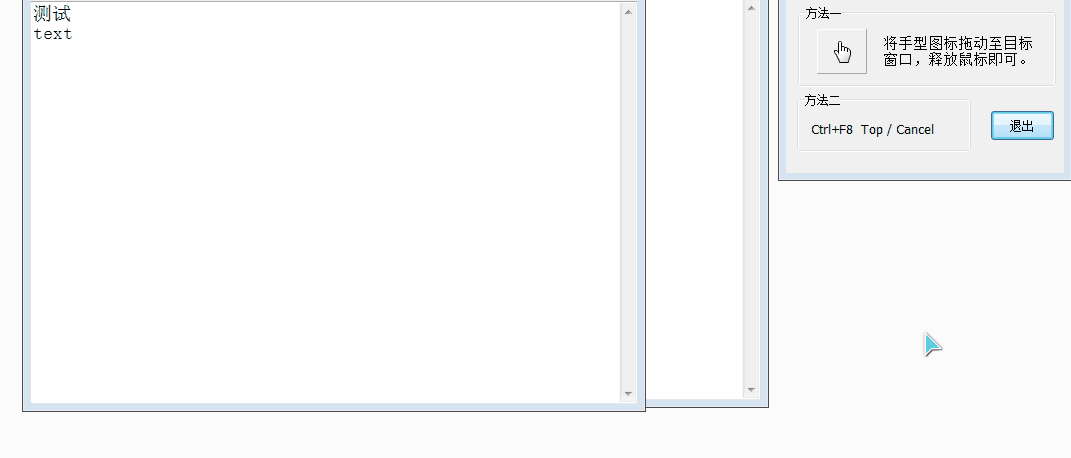 测试
text
方法一
将手型图标拖动至目标
窗口，释放鼠标即可。
方法二
Ctrl+F8  Top / Cancel
退出